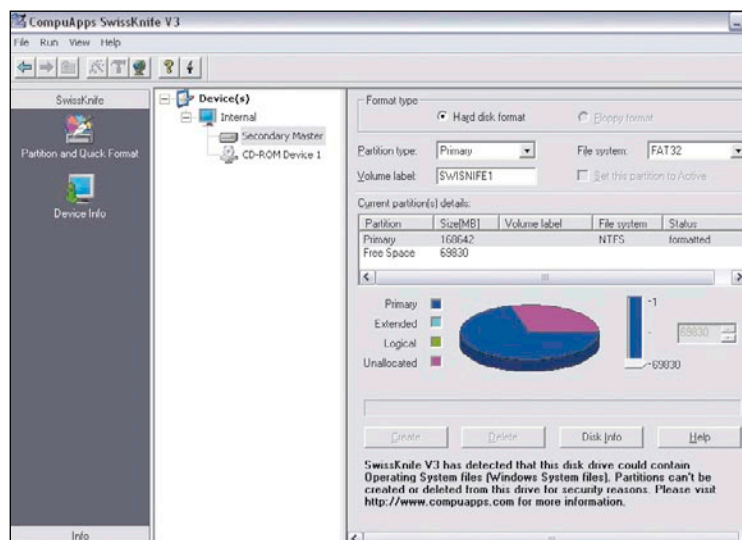 CompuApps SwissKnife V3
File Run View Help
SwissKnife
Partition and Quick Format
Device Info
Info
Device(s)
Internal
Secondary Master
CD-ROM Device 1
Format type
Hard disk format
Floppy format
Partition type: Primary
File system: FAT32
Volume label: SWISNIFE1
Set this partition to Active
Current partition(s) details:
Partition Size[MB] Volume label File system Status
Primary 168642 NTFS formatted
Free Space 69830
Primary
Extended
Logical
Unallocated
-1
-
-69830
69830
Create Delete Disk Info Help
SwissKnife V3 has detected that this disk drive could contain
Operating System files (Windows System files). Partitions can't be
created or deleted from this drive for security reasons. Please visit
http://www.compuapps.com for more information.